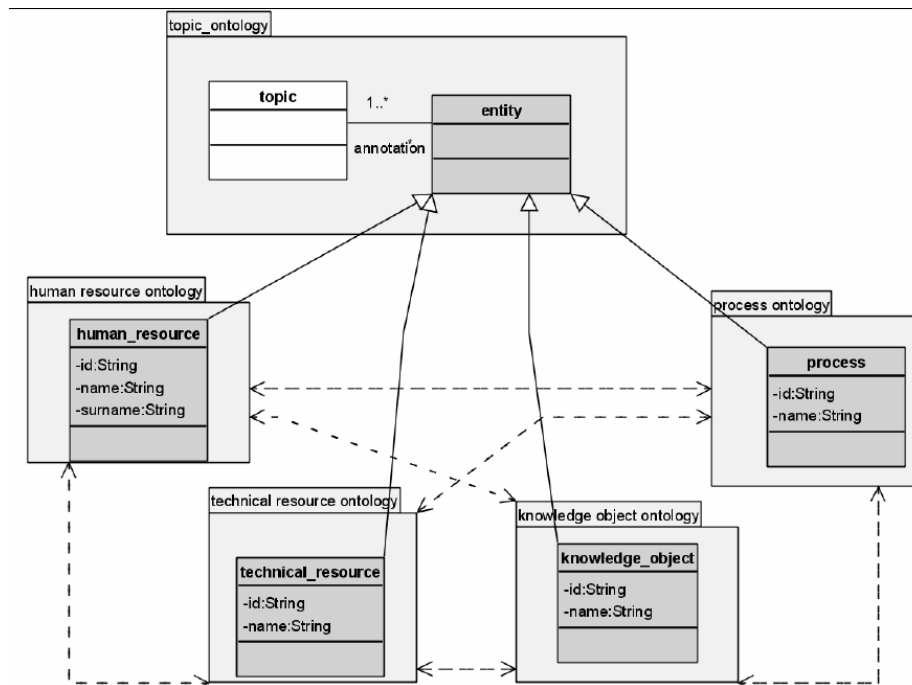 topic_ontology
topic
1..*
entity
annotation
*
human resource ontology
process ontology
human_resource
-id:String
-name:String
-surname:String
process
-id:String
-name:String
technical resource ontology
knowledge object ontology
technical_resource
-id:String
-name:String
knowledge_object
-id:String
-name:String